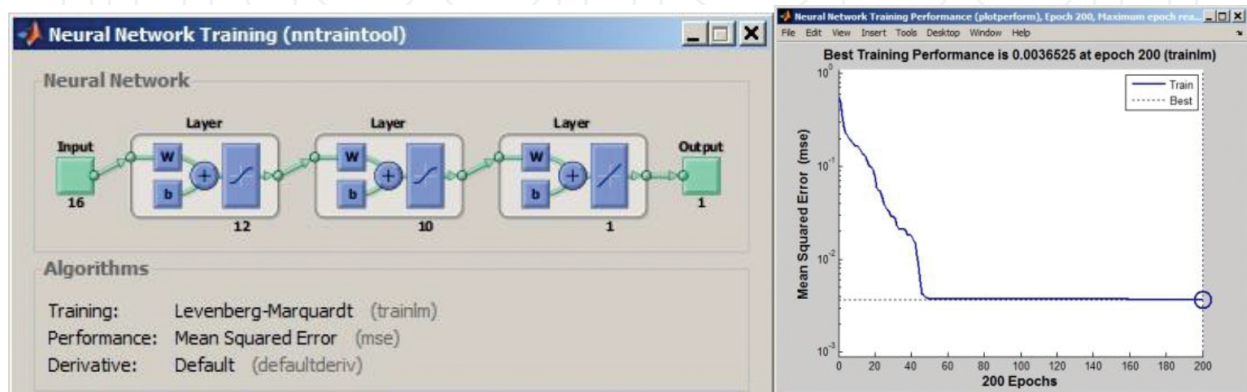 Neural Network Training (nntraintool)
Neural Network
Layer Layer Layer
Input Output
W W W
b b b
16 1
12 10 1
Algorithms
Training: Levenberg-Marquardt (trainlm)
Performance: Mean Squared Error (mse)
Derivative: Default (defaultderiv)
Neural Network Training Performance (plotperform), Epoch 200, Maximum epoch rea...
File Edit View Insert Tools Desktop Window Help
Best Training Performance is 0.0036525 at epoch 200 (trainlm)
Train
Best
10^0
10^-1
10^-2
10^-3
Mean Squared Error (mse)
0 20 40 60 80 100 120 140 160 180 200
200 Epochs